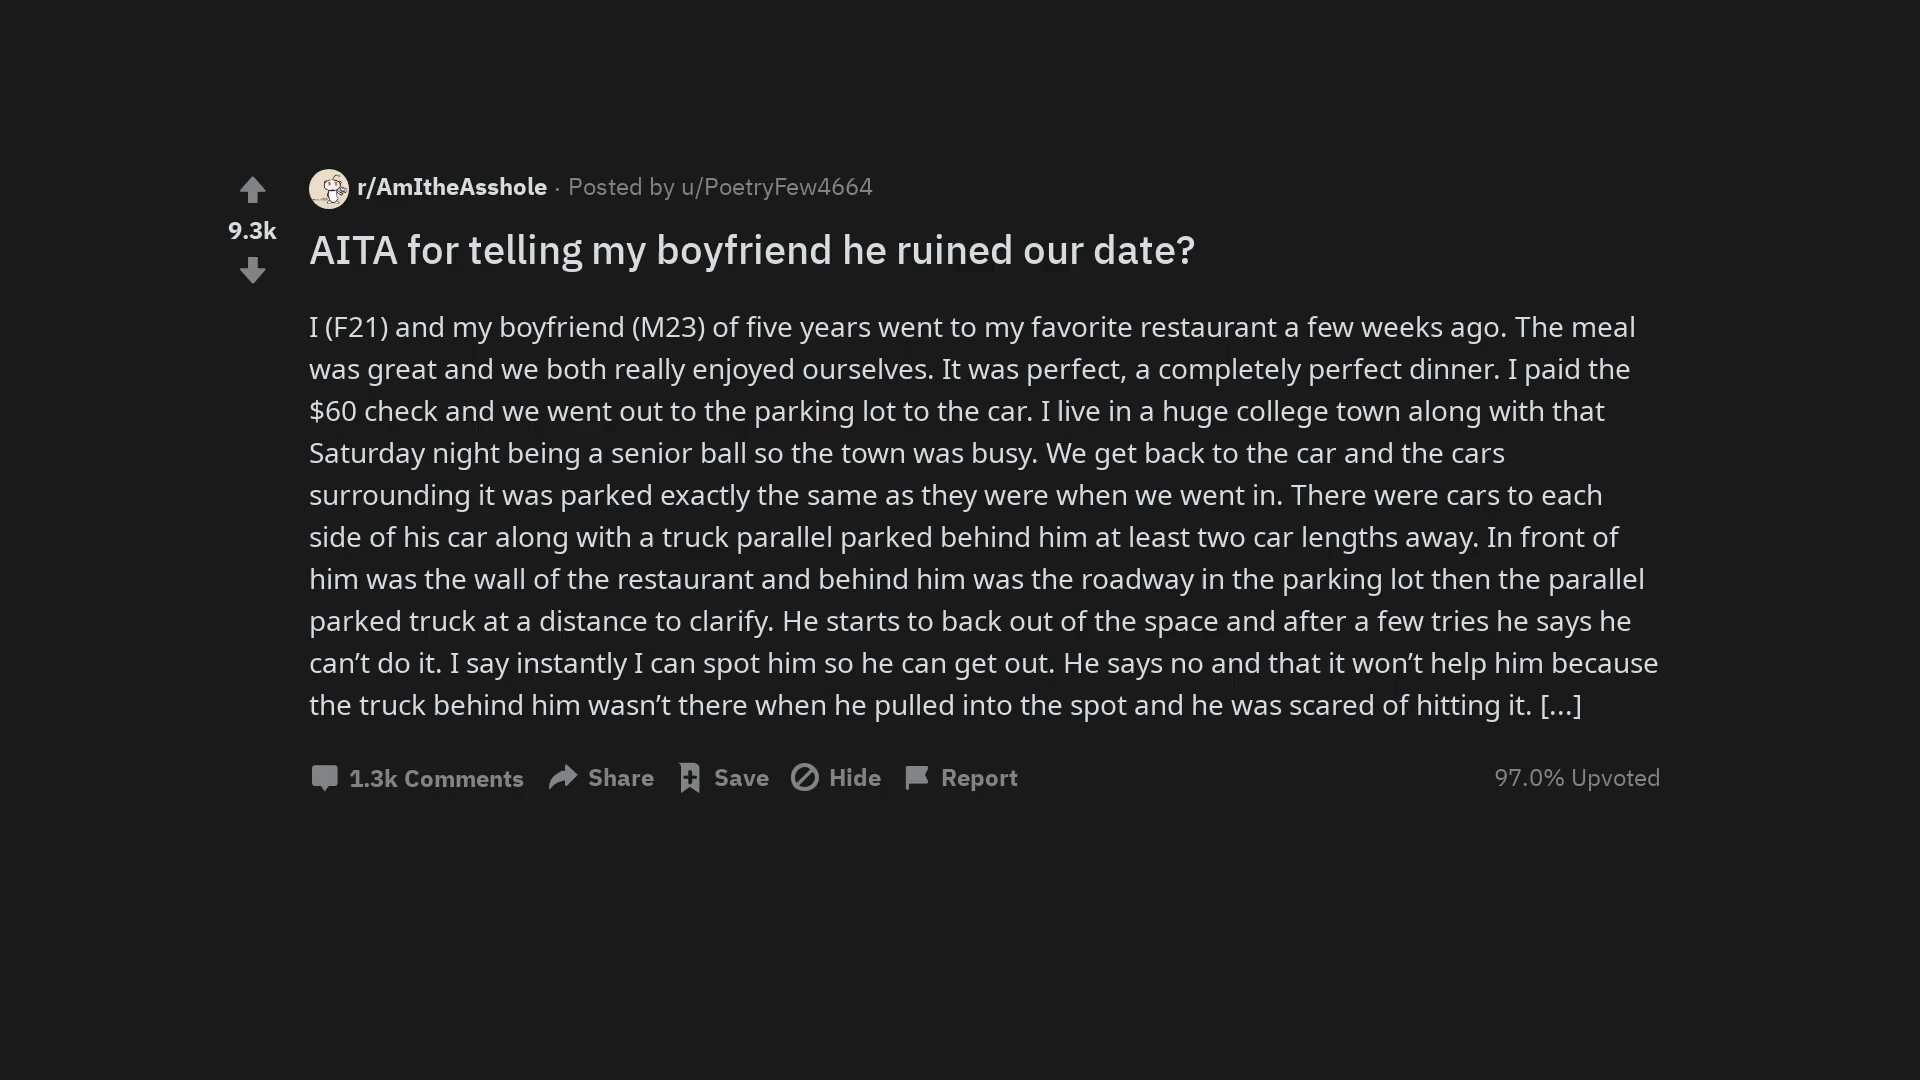 r/AmItheAsshole · Posted by u/PoetryFew4664
9.3k
AITA for telling my boyfriend he ruined our date?
I (F21) and my boyfriend (M23) of five years went to my favorite restaurant a few weeks ago. The meal
was great and we both really enjoyed ourselves. It was perfect, a completely perfect dinner. I paid the
$60 check and we went out to the parking lot to the car. I live in a huge college town along with that
Saturday night being a senior ball so the town was busy. We get back to the car and the cars
surrounding it was parked exactly the same as they were when we went in. There were cars to each
side of his car along with a truck parallel parked behind him at least two car lengths away. In front of
him was the wall of the restaurant and behind him was the roadway in the parking lot then the parallel
parked truck at a distance to clarify. He starts to back out of the space and after a few tries he says he
can’t do it. I say instantly I can spot him so he can get out. He says no and that it won’t help him because
the truck behind him wasn’t there when he pulled into the spot and he was scared of hitting it. [...]
1.3k Comments Share Save Hide Report 97.0% Upvoted